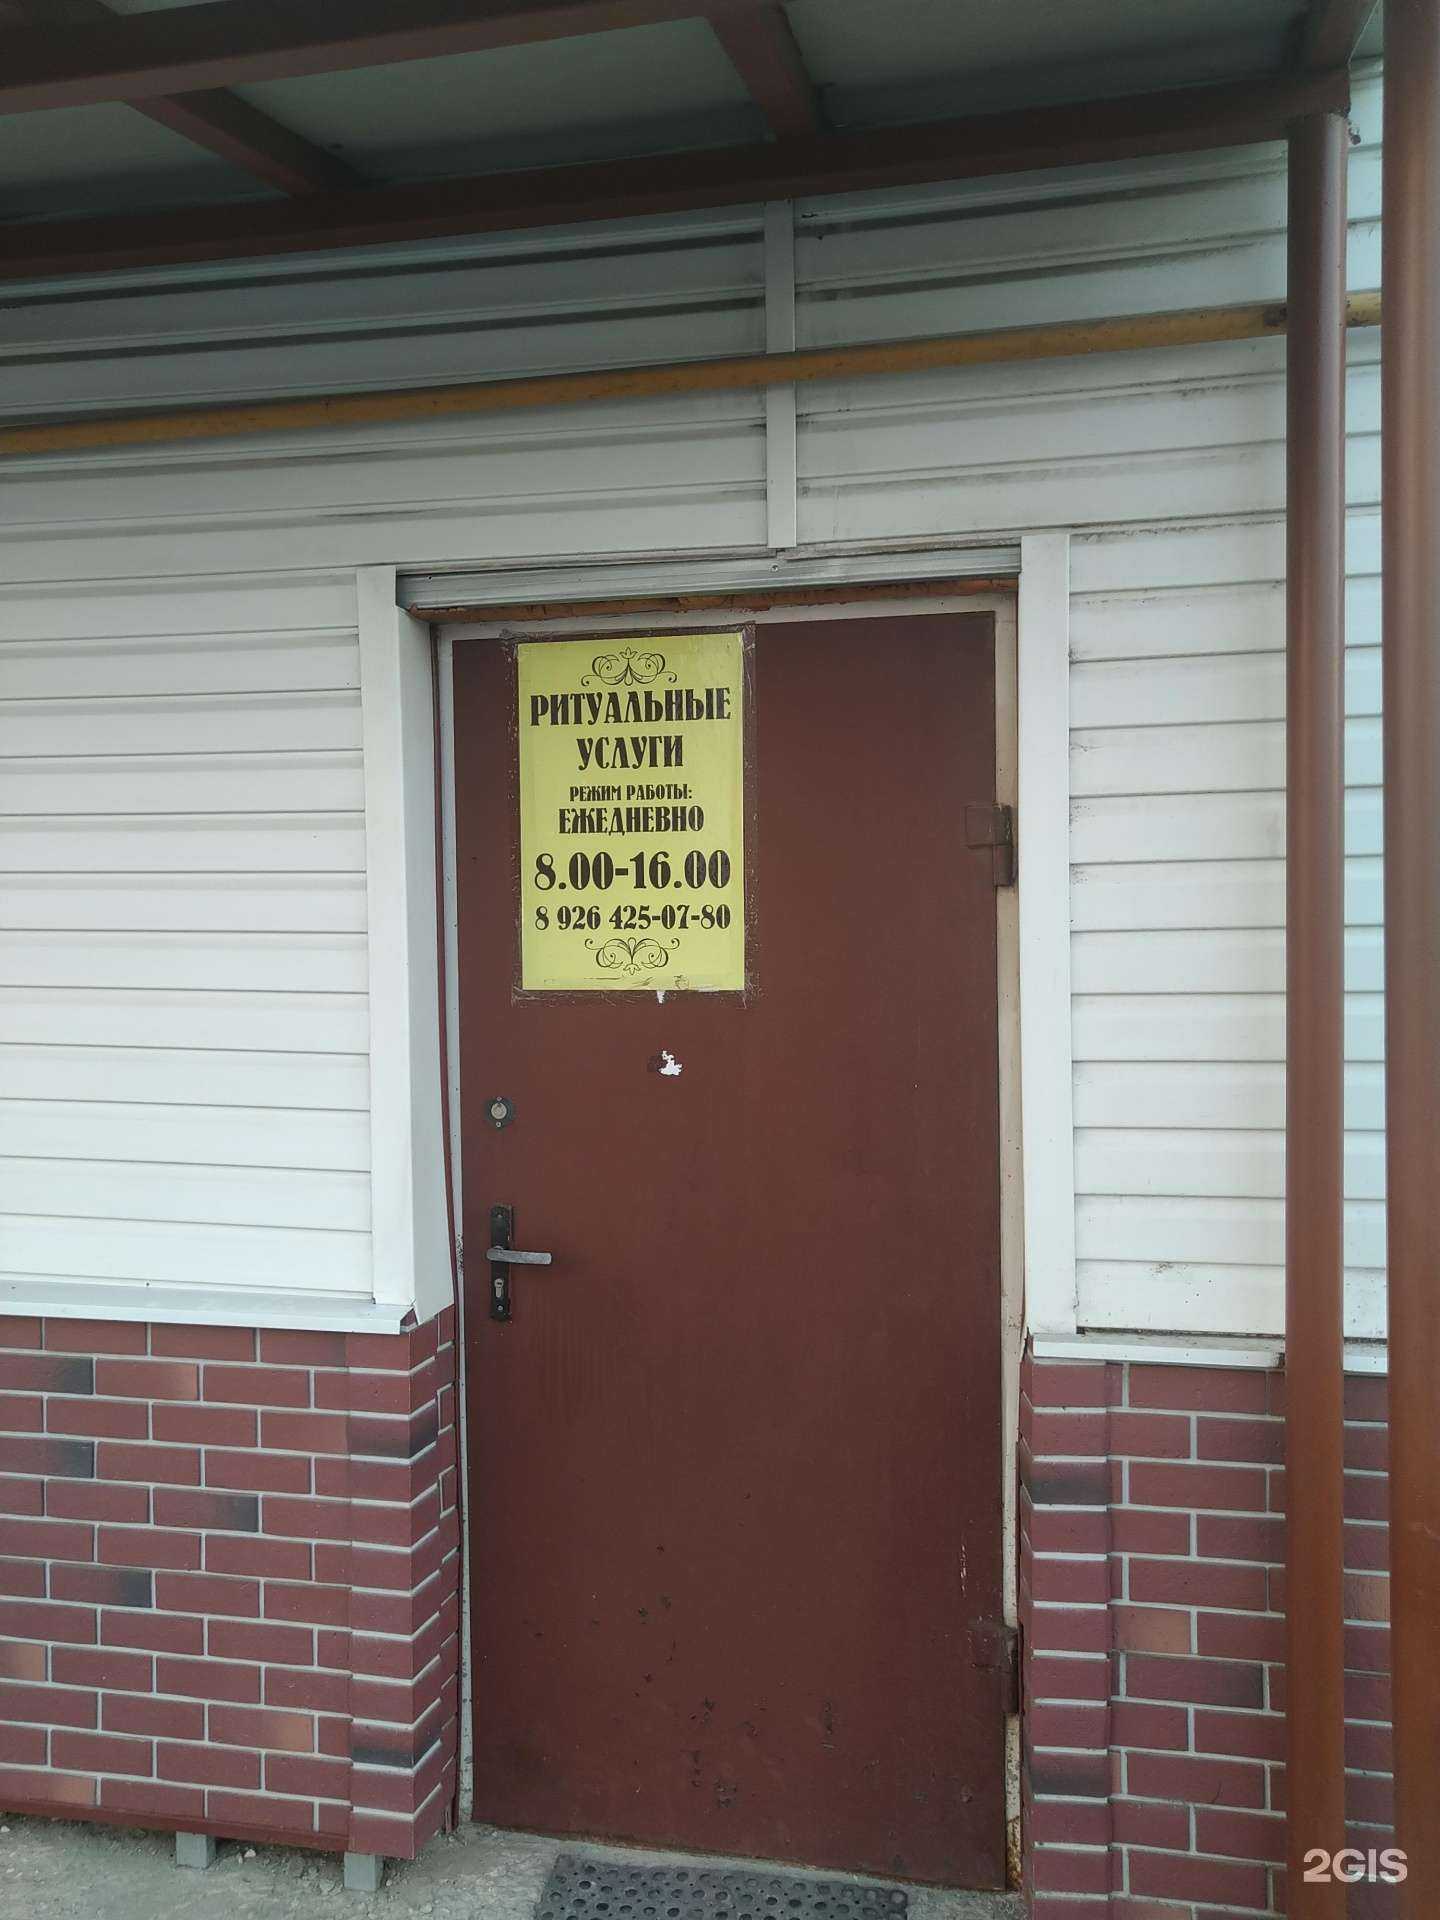 РИТУАЛЬНЫЕ
УСЛУГИ
РЕЖИМ РАБОТЫ:
ЕЖЕДНЕВНО
8.00-16.00
8 926 425-07-80
2GIS